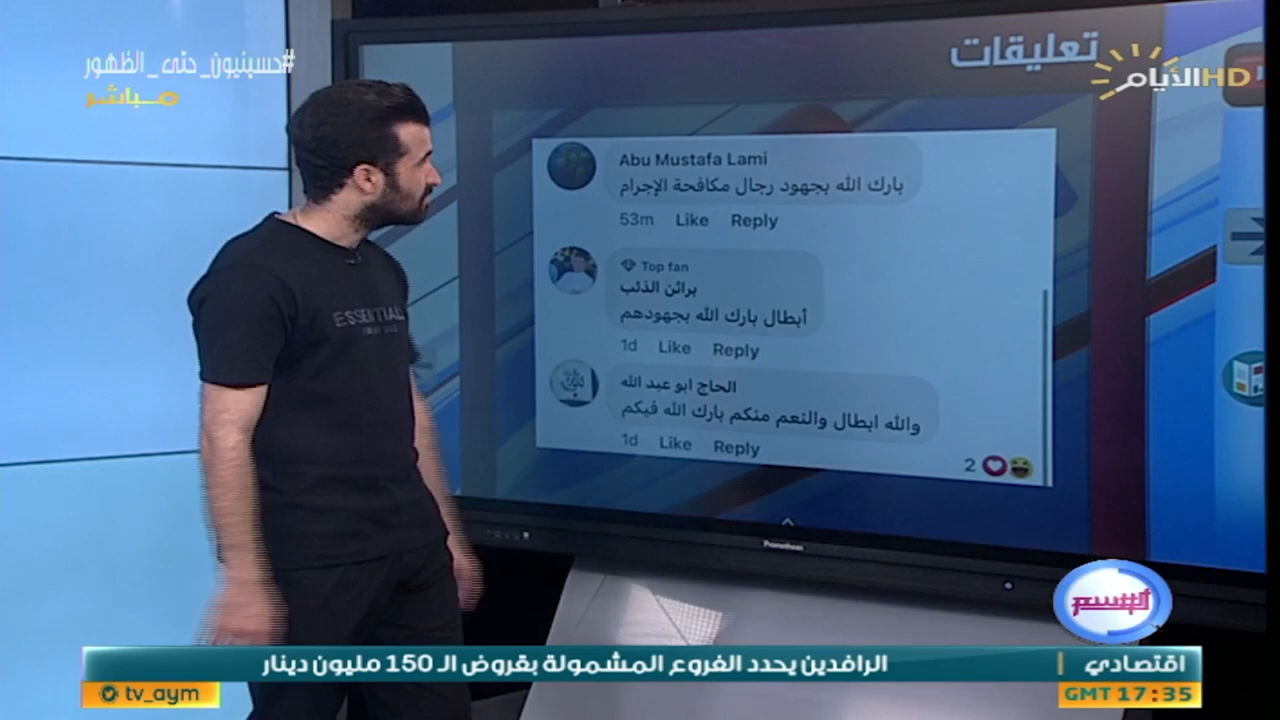 #حسينيون_حتى_الظهور
مباشر
تعليقات
الأيام HD
Abu Mustafa Lami
بارك الله بجهود رجال مكافحة الإجرام
53m Like Reply
Top fan
براثن الذئب
أبطال بارك الله بجهودهم
1d Like Reply
الحاج ابو عبد الله
والله ابطال والنعم منكم بارك الله فيكم
1d Like Reply
2
ESSENTIAL
Promethean
اقتصادي | الرافدين يحدد الفروع المشمولة بقروض الـ 150 مليون دينار
tv_aym
GMT 17:35